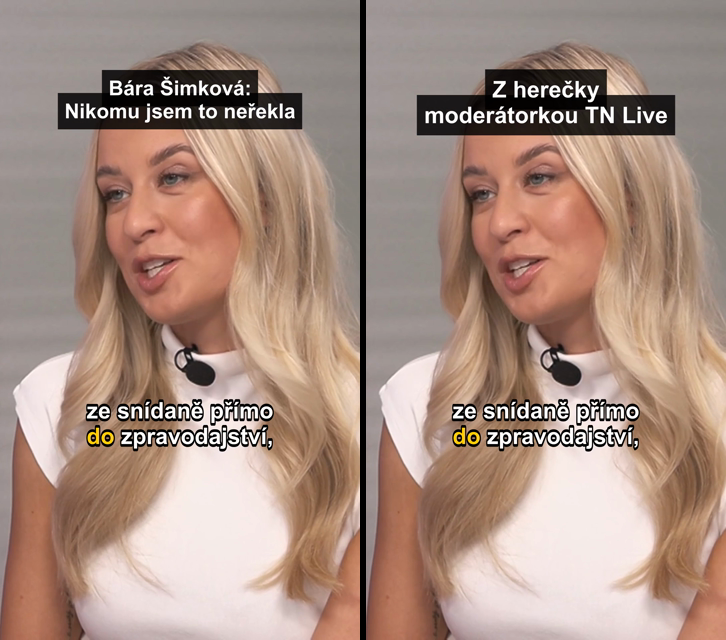 Bára Šimková:
Nikomu jsem to neřekla
ze snídaně přímo
do zpravodajství,
Z herečky
moderátorkou TN Live
ze snídaně přímo
do zpravodajství,